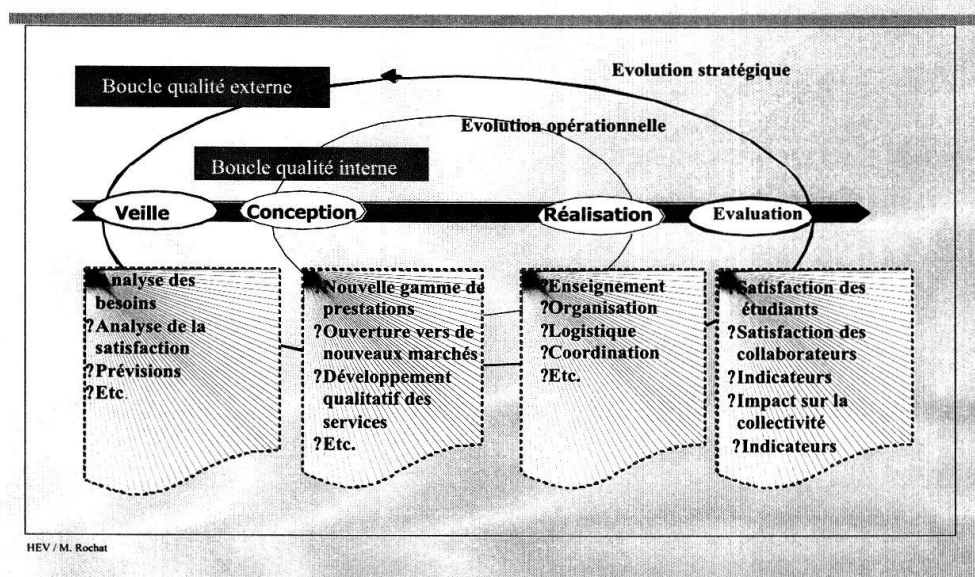 Evolution stratégique
Boucle qualité externe
Evolution opérationnelle
Boucle qualité interne
Veille
Conception
Réalisation
Evaluation
?Analyse des
besoins
?Analyse de la
satisfaction
?Prévisions
?Etc.
?Nouvelle gamme de
prestations
?Ouverture vers de
nouveaux marchés
?Développement
qualitatif des
services
?Etc.
?Enseignement
?Organisation
?Logistique
?Coordination
?Etc.
?Satisfaction des
étudiants
?Satisfaction des
collaborateurs
?Indicateurs
?Impact sur la
collectivité
?Indicateurs
HEV / M. Rochat